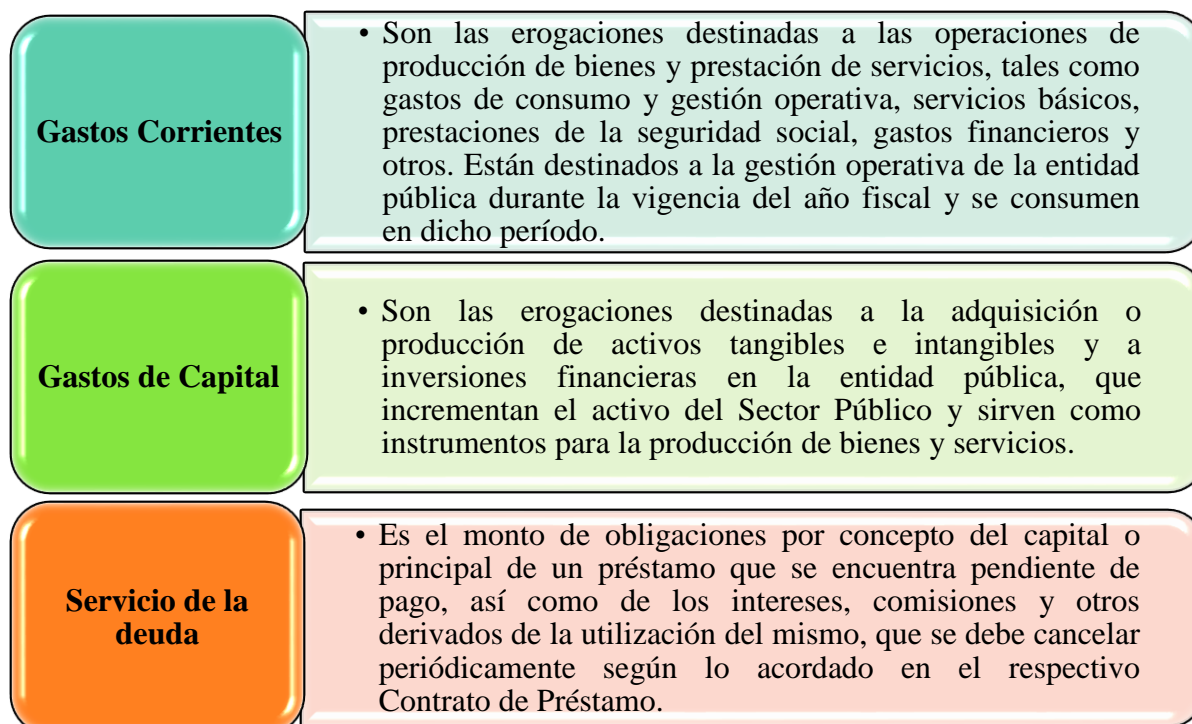 Gastos Corrientes
• Son las erogaciones destinadas a las operaciones de
producción de bienes y prestación de servicios, tales como
gastos de consumo y gestión operativa, servicios básicos,
prestaciones de la seguridad social, gastos financieros y
otros. Están destinados a la gestión operativa de la entidad
pública durante la vigencia del año fiscal y se consumen
en dicho período.
Gastos de Capital
• Son las erogaciones destinadas a la adquisición o
producción de activos tangibles e intangibles y a
inversiones financieras en la entidad pública, que
incrementan el activo del Sector Público y sirven como
instrumentos para la producción de bienes y servicios.
Servicio de la
deuda
• Es el monto de obligaciones por concepto del capital o
principal de un préstamo que se encuentra pendiente de
pago, así como de los intereses, comisiones y otros
derivados de la utilización del mismo, que se debe cancelar
periódicamente según lo acordado en el respectivo
Contrato de Préstamo.